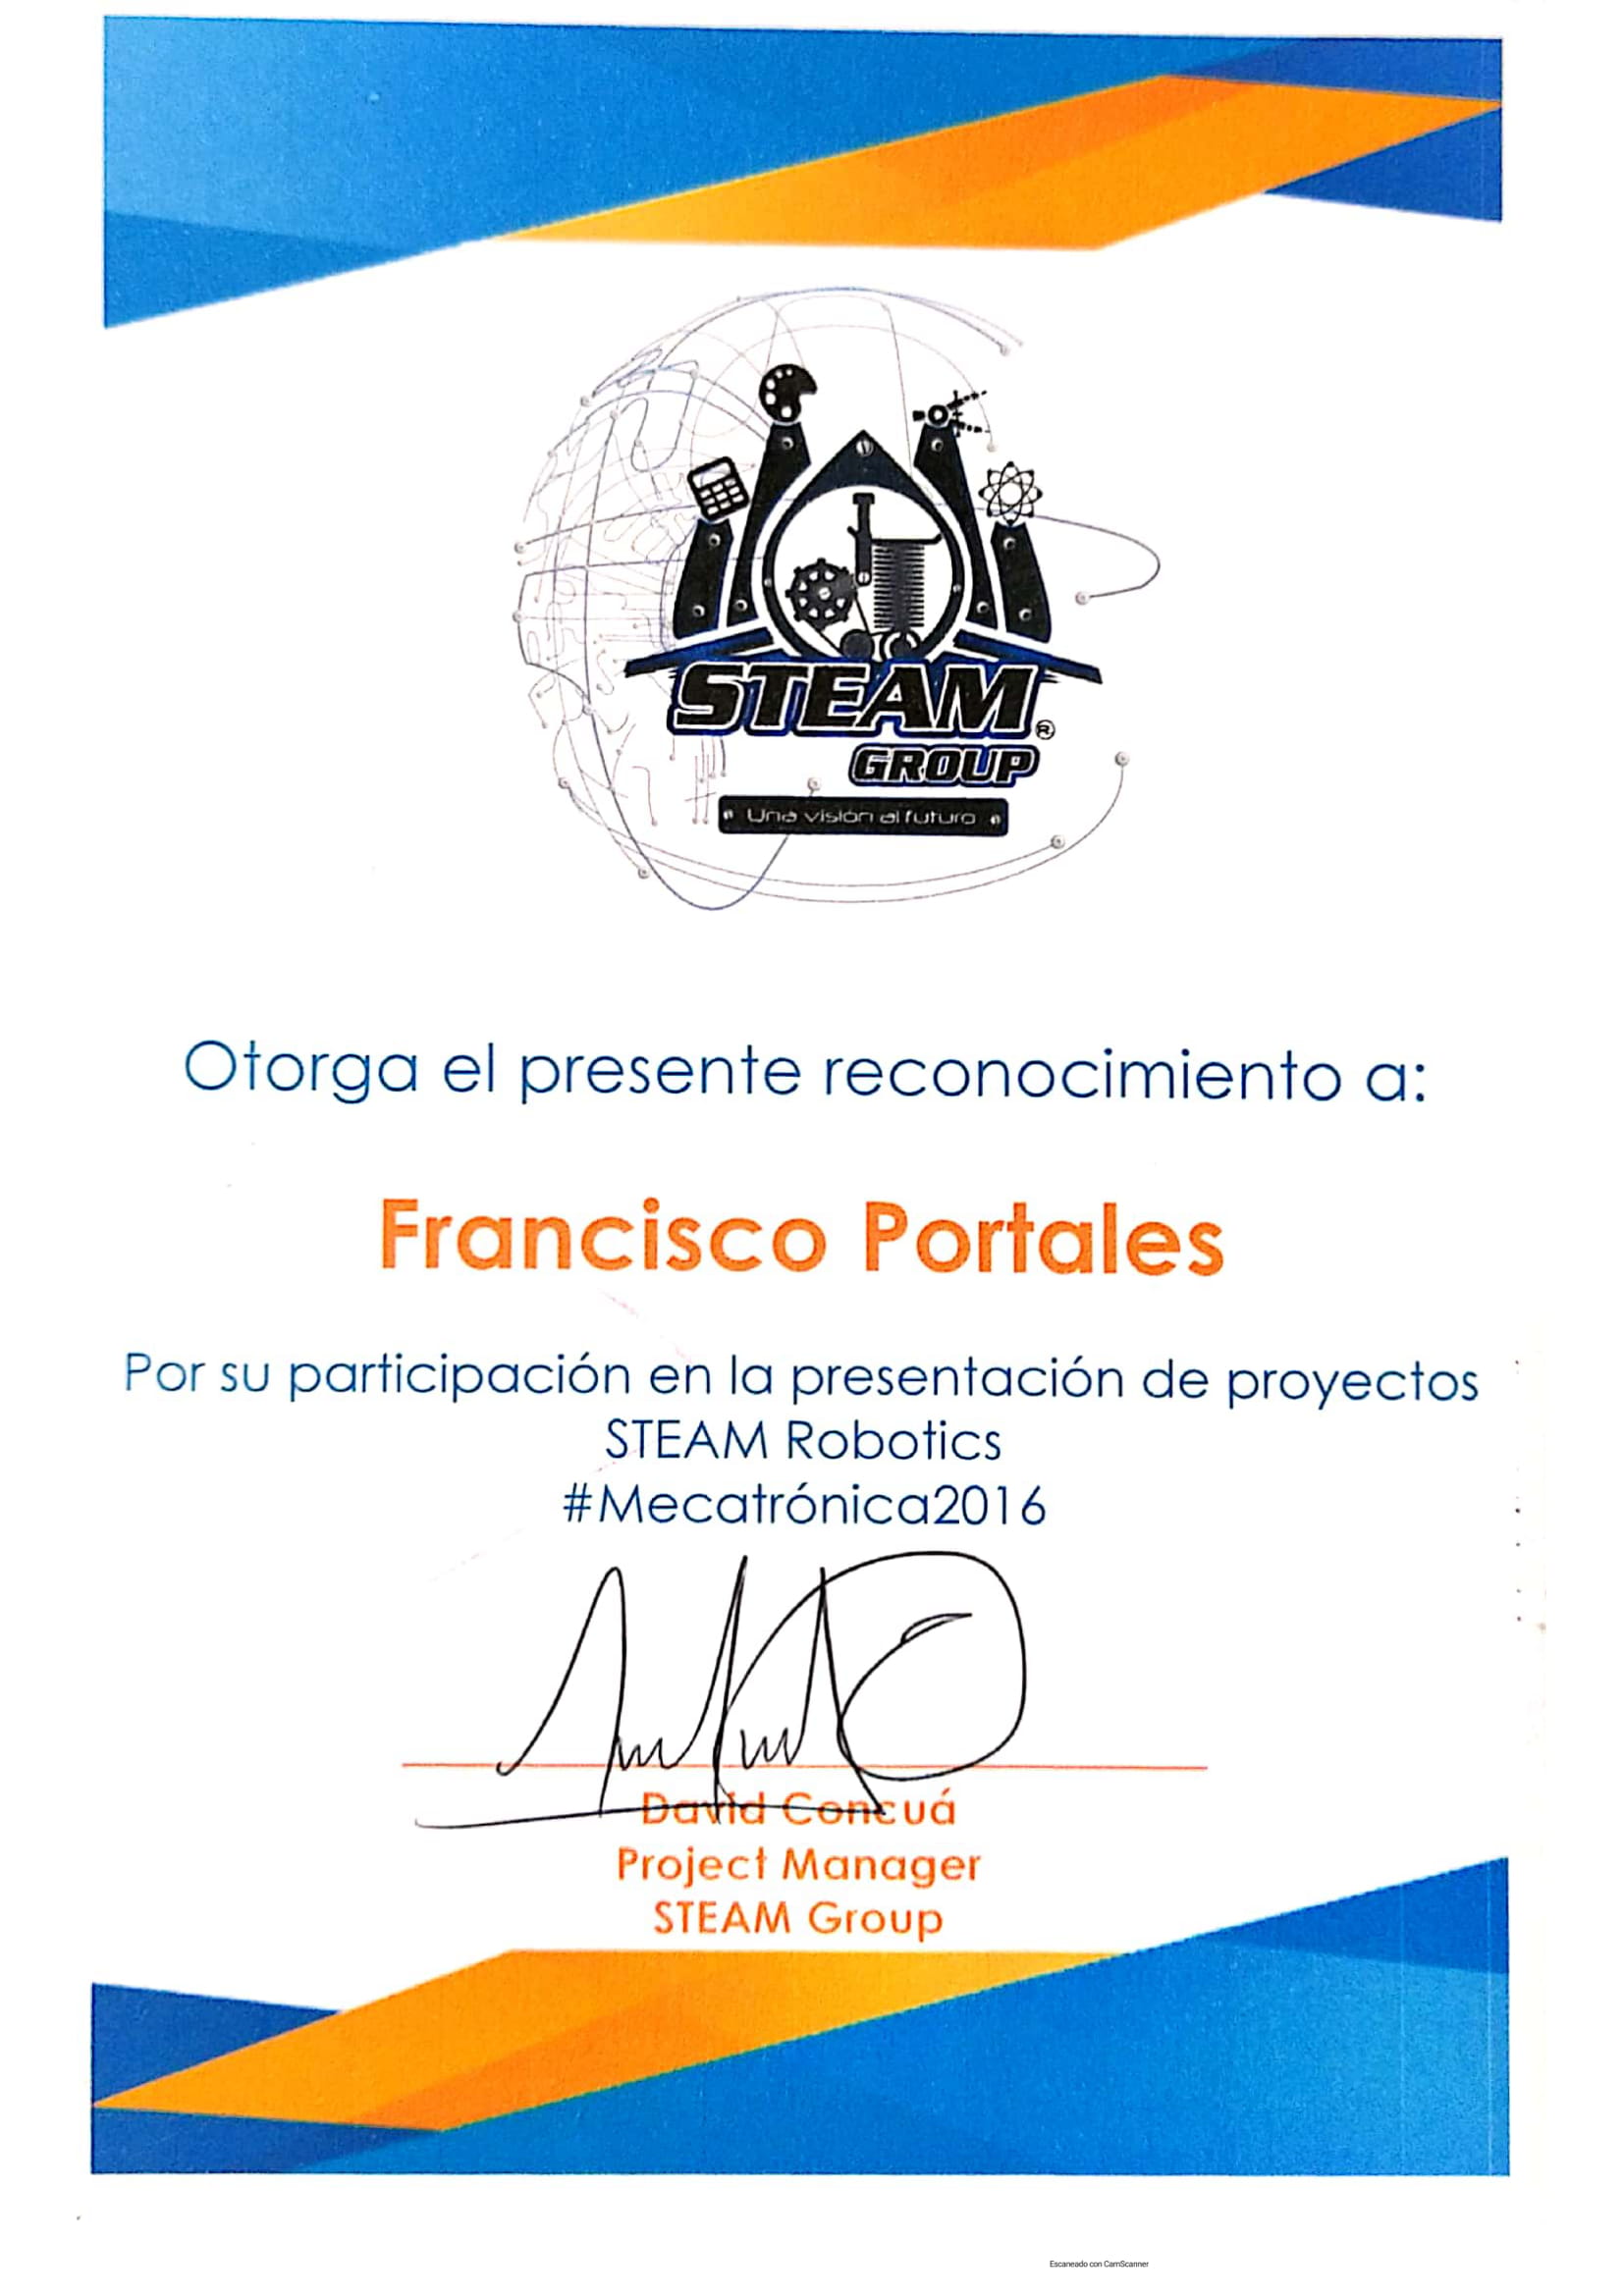 STEAM
®
GROUP
Una visión al futuro
Otorga el presente reconocimiento a:
Francisco Portales
Por su participación en la presentación de proyectos
STEAM Robotics
#Mecatrónica2016
David Concuá
Project Manager
STEAM Group
Escaneado con CamScanner